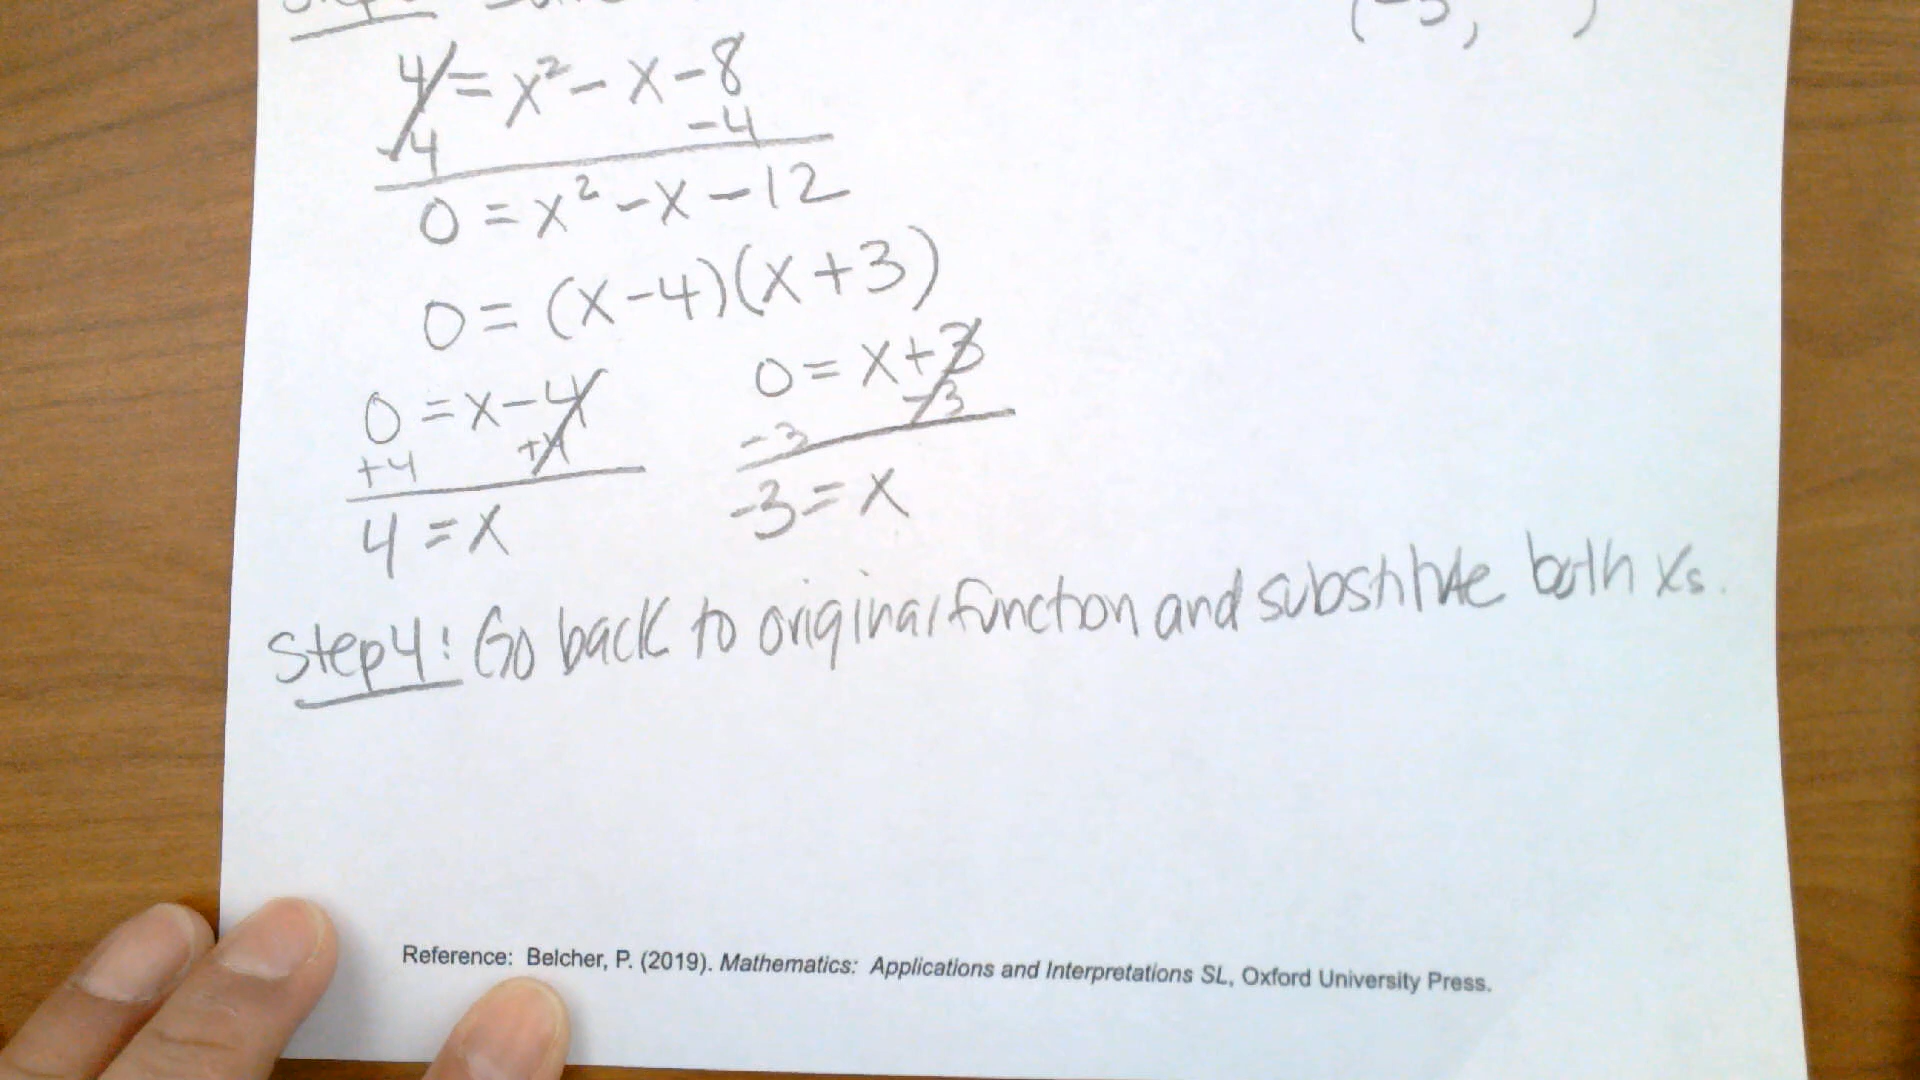 (-3, )
4 = x² - x - 8
-4 -4
0 = x² - x - 12
0 = (x - 4)(x + 3)
0 = x - 4 0 = x + 3
+4 +4 -3 -3
4 = x -3 = x
Step 4: Go back to original function and substitute both xs.
Reference: Belcher, P. (2019). Mathematics: Applications and Interpretations SL, Oxford University Press.